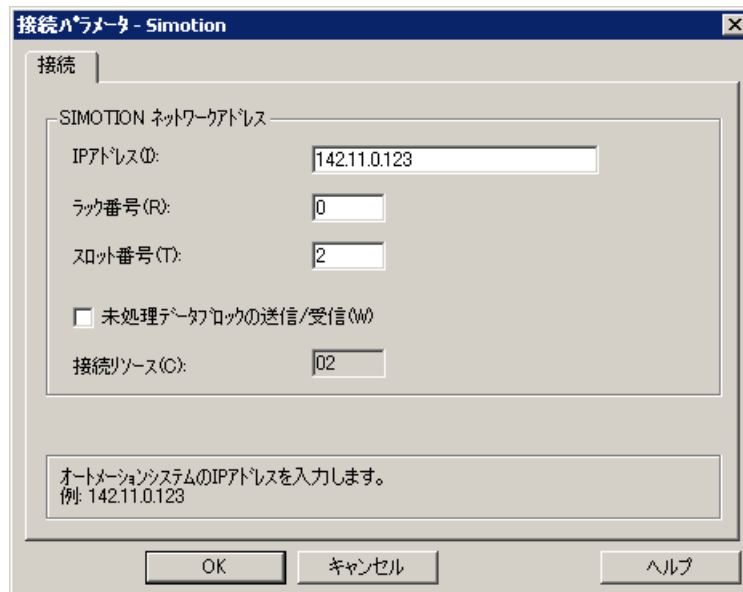 接続パラメータ - Simotion
接続
SIMOTION ネットワークアドレス
IPアドレス(I):
142.11.0.123
ラック番号(R):
0
スロット番号(T):
2
未処理データブロックの送信/受信(W)
接続リソース(C):
02
オートメーションシステムのIPアドレスを入力します。
例: 142.11.0.123
OK
キャンセル
ヘルプ